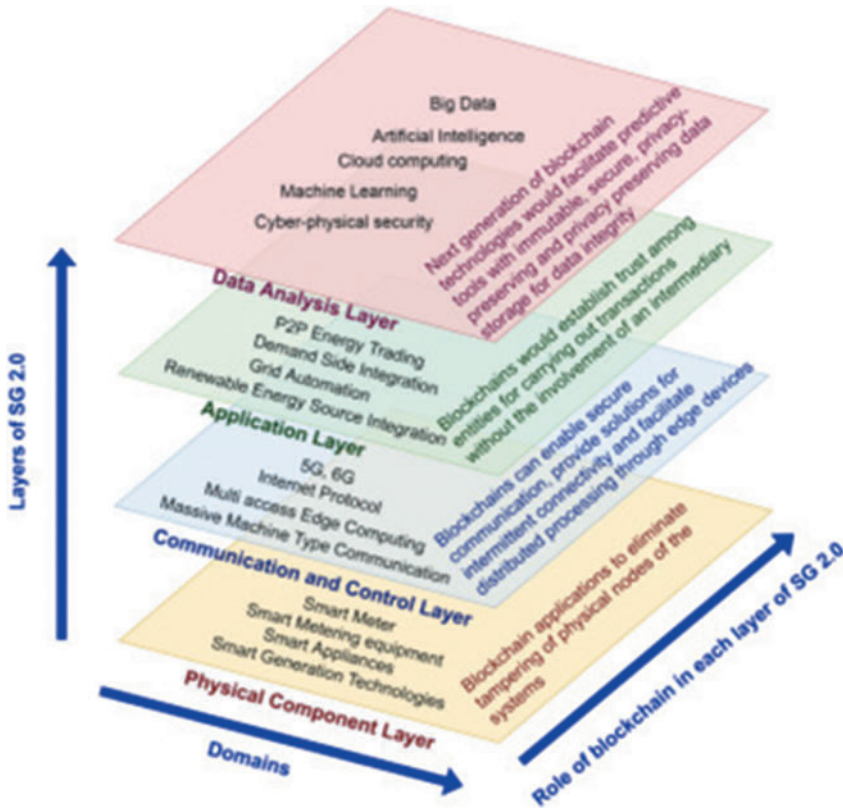 Big Data
Artificial Intelligence
Cloud computing
Machine Learning
Cyber-physical security
Next generation of blockchain
technologies would facilitate predictive
tools with immutable, secure, privacy-
preserving and privacy preserving data
storage for data integrity
Data Analysis Layer
P2P Energy Trading
Demand Side Integration
Grid Automation
Renewable Energy Source Integration
Blockchains would establish trust among
entities for carrying out transactions
without the involvement of an intermediary
Application Layer
5G, 6G
Internet Protocol
Multi access Edge Computing
Massive Machine Type Communication
Blockchains can enable secure
communication, provide solutions for
intermittent connectivity and facilitate
distributed processing through edge devices
Communication and Control Layer
Smart Meter
Smart Metering equipment
Smart Appliances
Smart Generation Technologies
Blockchain applications to eliminate
tampering of physical nodes of the
systems
Physical Component Layer
Layers of SG 2.0
Domains
Role of blockchain in each layer of SG 2.0